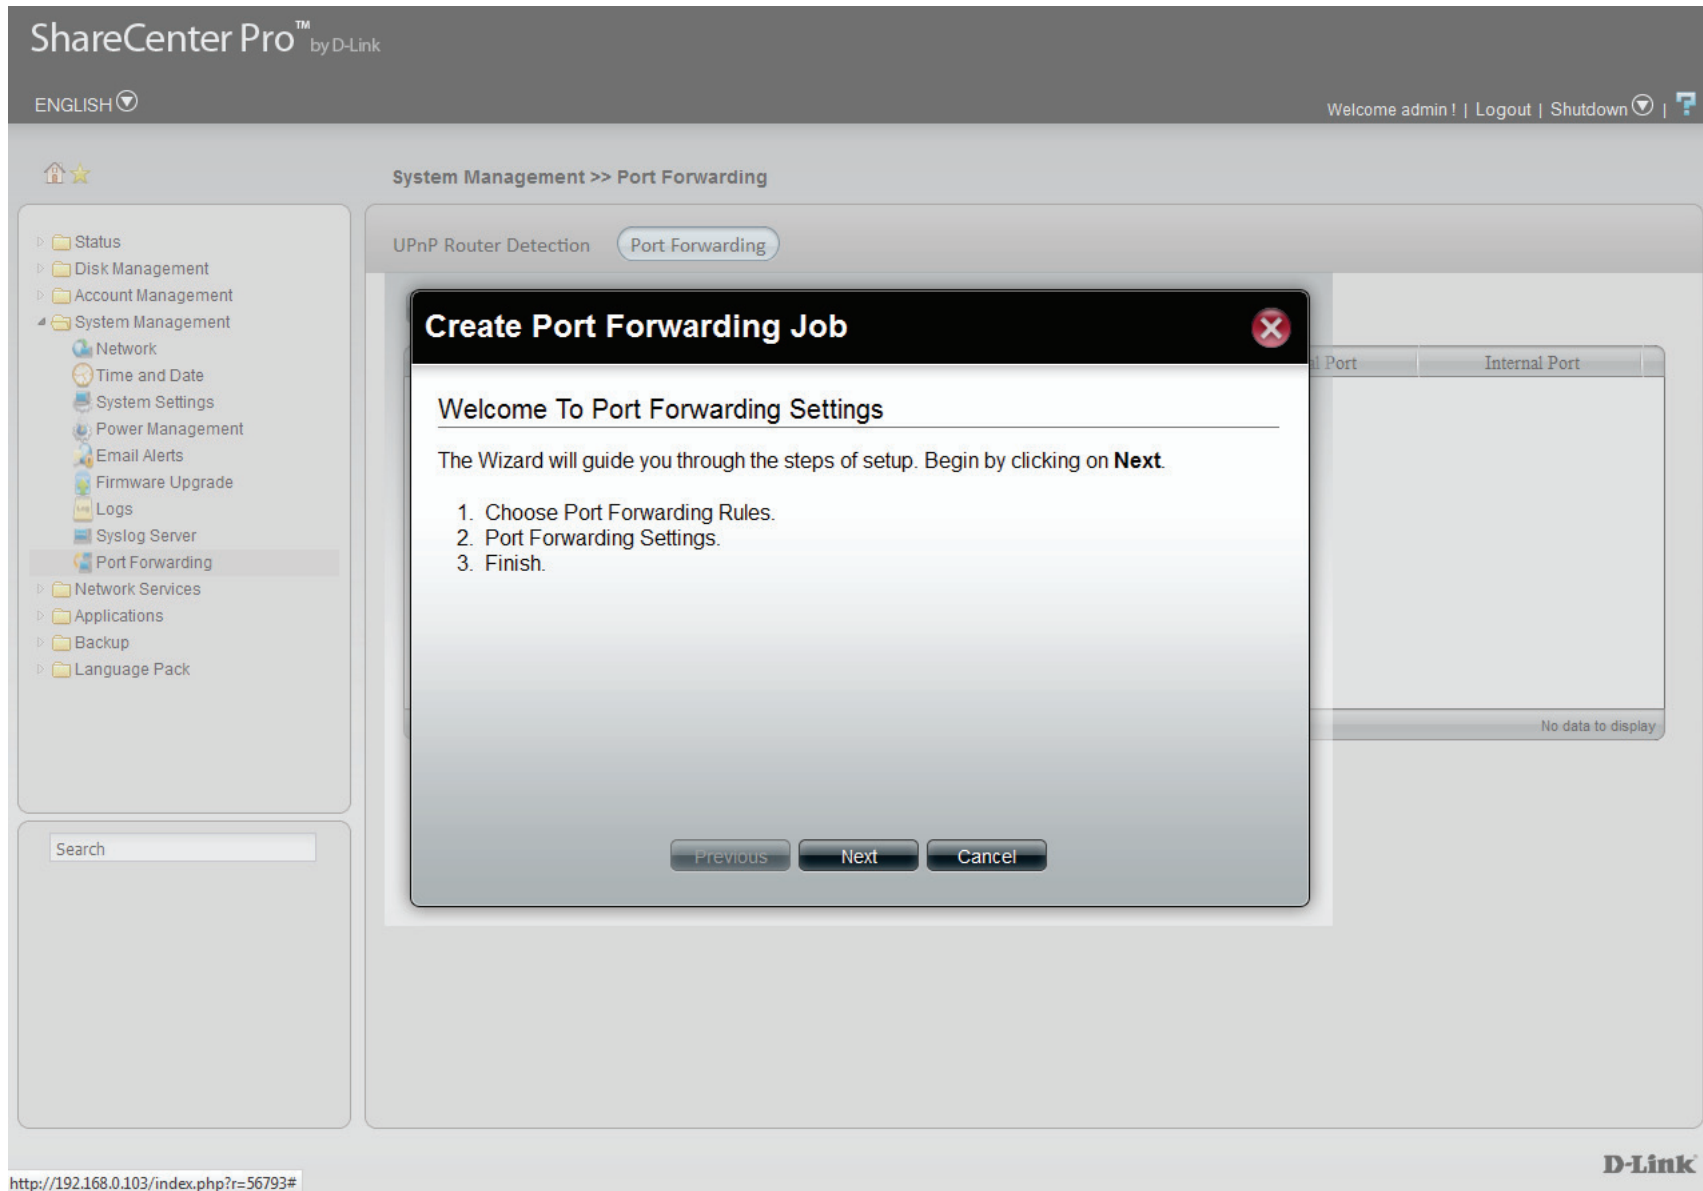 ShareCenter Pro™ by D-Link
ENGLISH
Welcome admin ! | Logout | Shutdown | ?
System Management >> Port Forwarding
Status
Disk Management
Account Management
System Management
Network
Time and Date
System Settings
Power Management
Email Alerts
Firmware Upgrade
Logs
Syslog Server
Port Forwarding
Network Services
Applications
Backup
Language Pack
Search
UPnP Router Detection Port Forwarding
Create Port Forwarding Job
Port Internal Port
Welcome To Port Forwarding Settings
The Wizard will guide you through the steps of setup. Begin by clicking on Next.
1. Choose Port Forwarding Rules.
2. Port Forwarding Settings.
3. Finish.
No data to display
Previous Next Cancel
D-Link
http://192.168.0.103/index.php?r=56793#